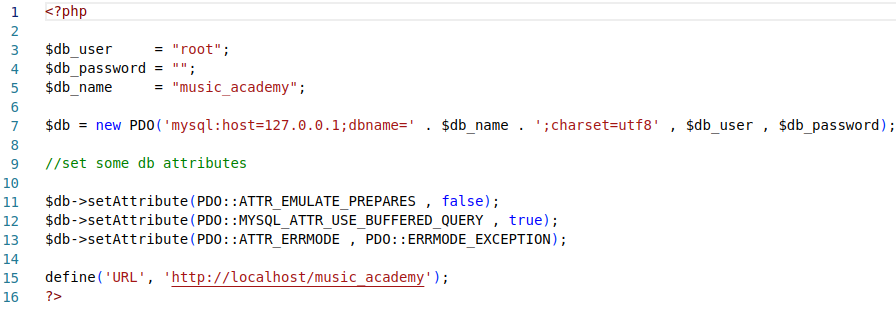 1 <?php
2
3 $db_user     = "root";
4 $db_password = "";
5 $db_name     = "music_academy";
6
7 $db = new PDO('mysql:host=127.0.0.1;dbname=' . $db_name . ';charset=utf8' , $db_user , $db_password);
8
9 //set some db attributes
10
11 $db->setAttribute(PDO::ATTR_EMULATE_PREPARES , false);
12 $db->setAttribute(PDO::MYSQL_ATTR_USE_BUFFERED_QUERY , true);
13 $db->setAttribute(PDO::ATTR_ERRMODE , PDO::ERRMODE_EXCEPTION);
14
15 define('URL', 'http://localhost/music_academy');
16 ?>